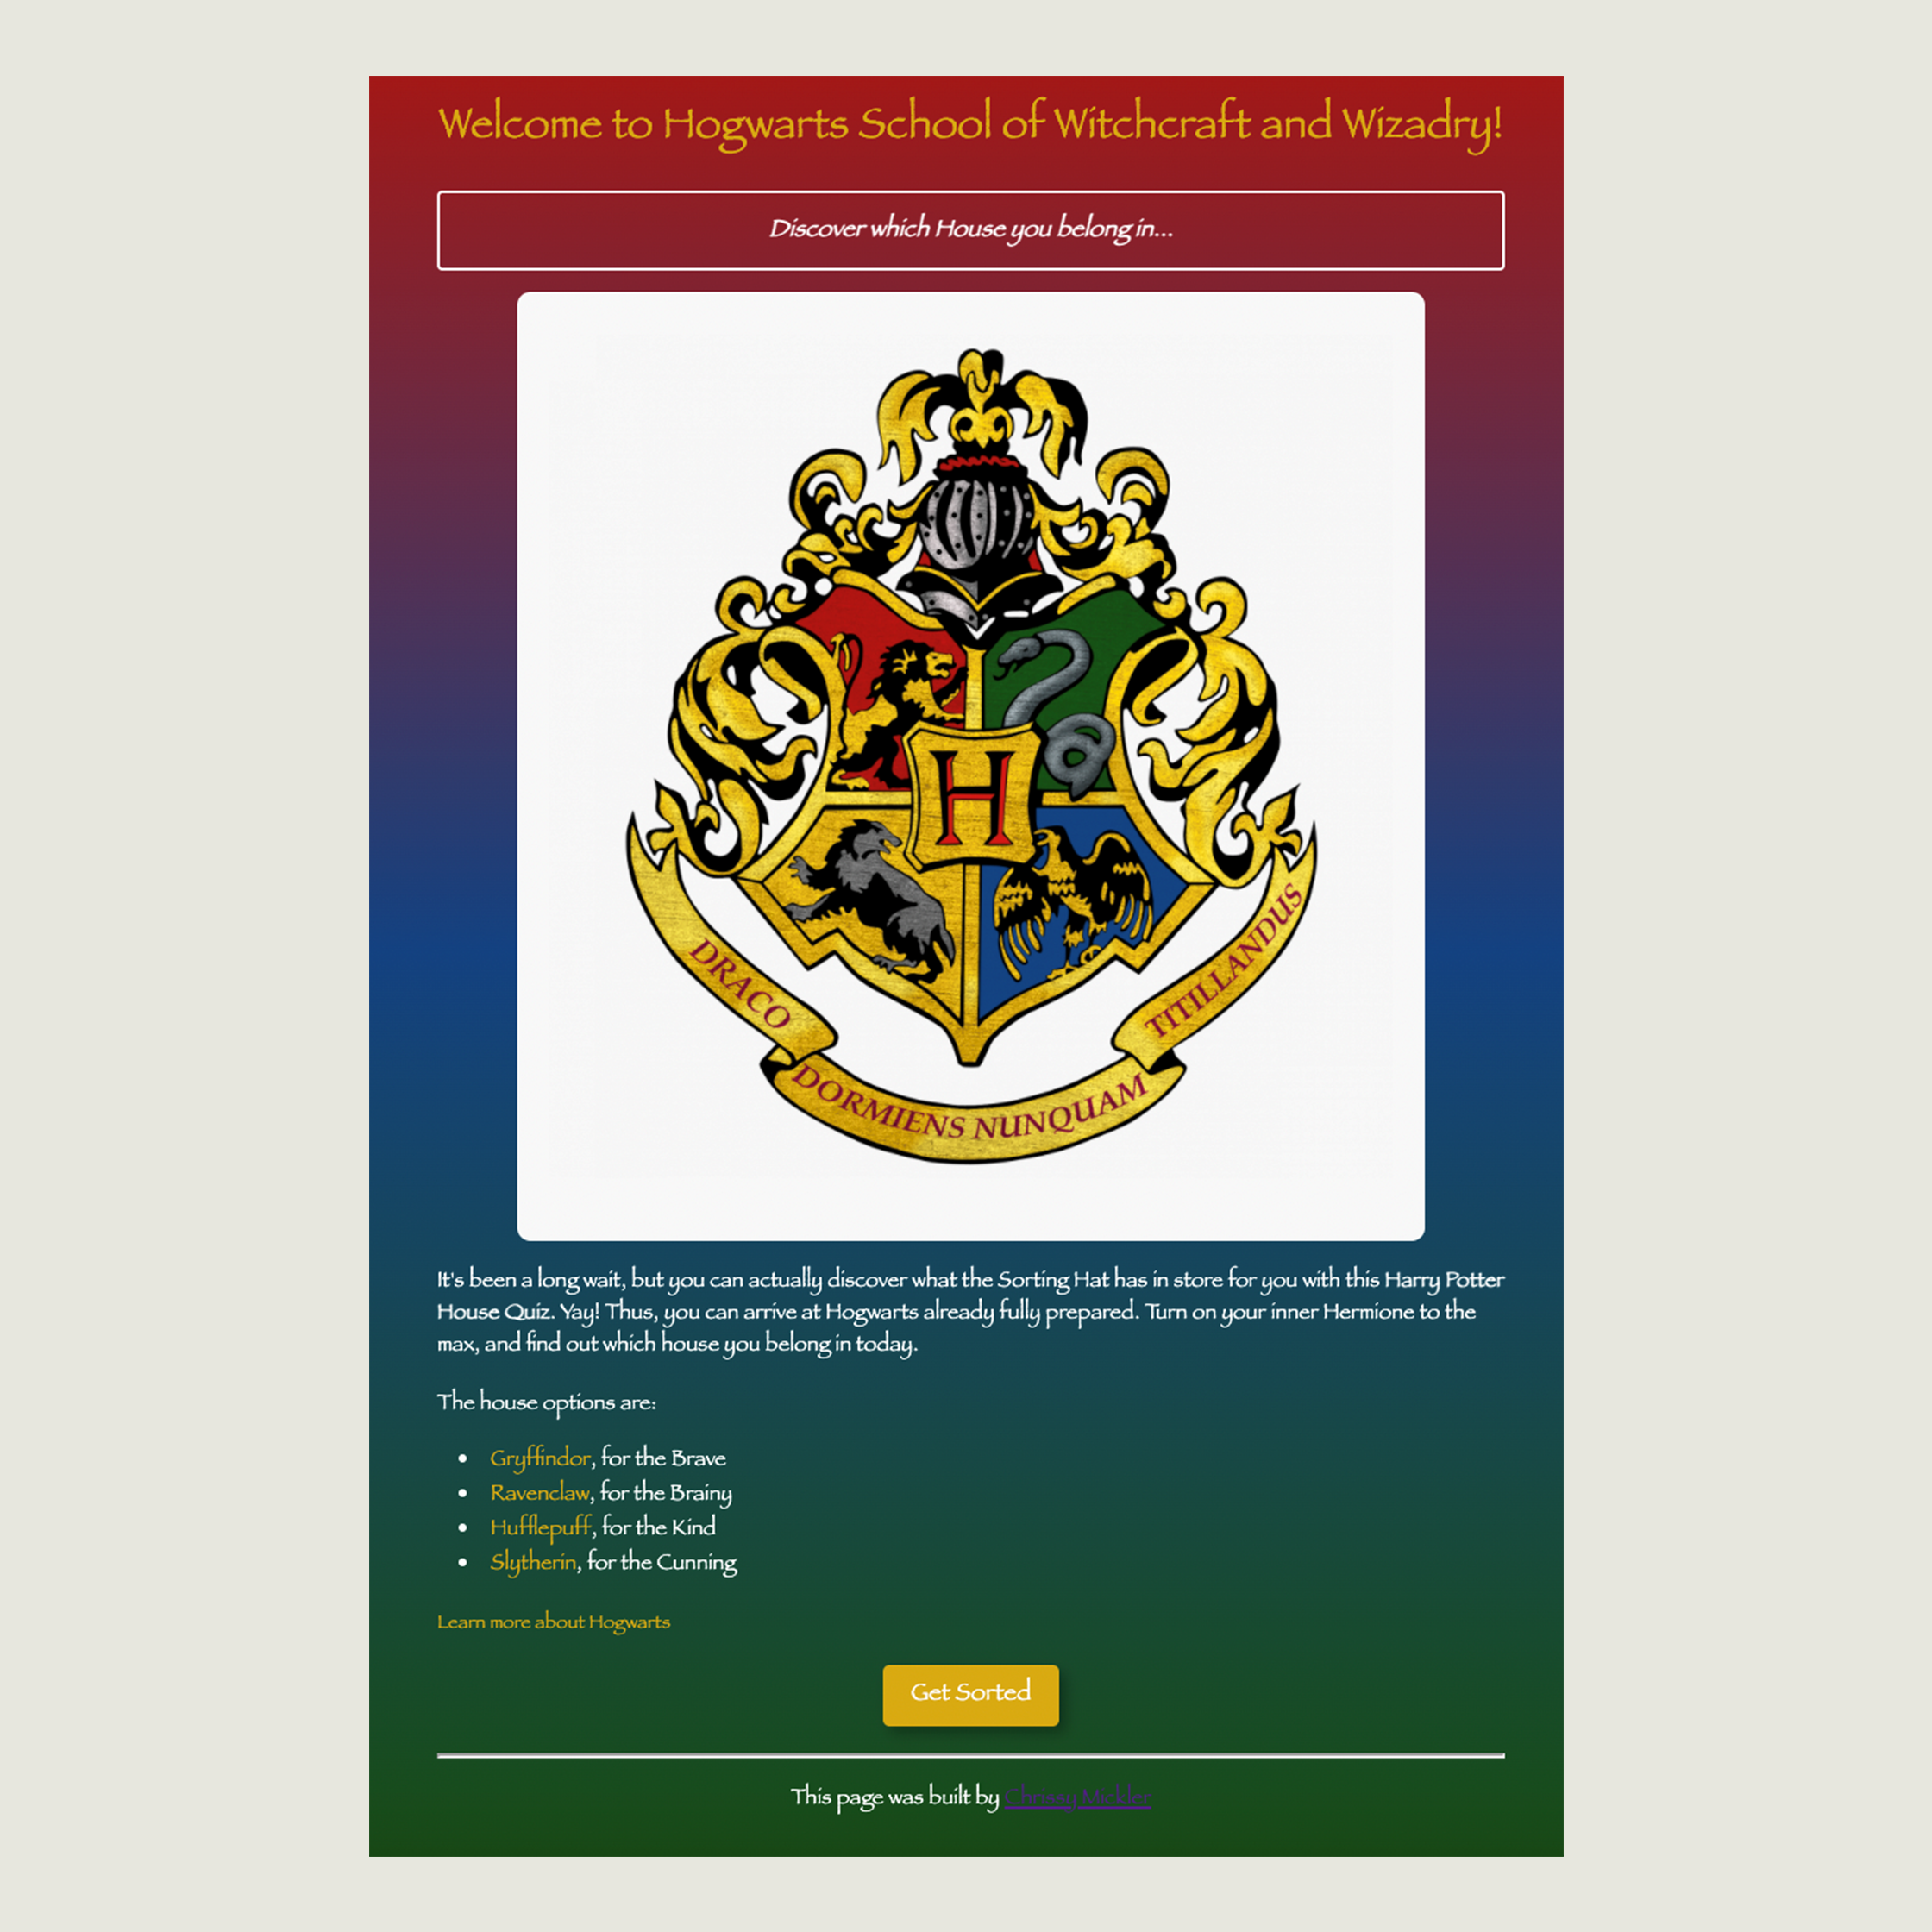 Welcome to Hogwarts School of Witchcraft and Wizadry!
Discover which House you belong in...
H
DRACO
DORMIENS NUNQUAM
TITILLANDUS
It's been a long wait, but you can actually discover what the Sorting Hat has in store for you with this Harry Potter
House Quiz. Yay! Thus, you can arrive at Hogwarts already fully prepared. Turn on your inner Hermione to the
max, and find out which house you belong in today.
The house options are:
Gryffindor, for the Brave
Ravenclaw, for the Brainy
Hufflepuff, for the Kind
Slytherin, for the Cunning
Learn more about Hogwarts
Get Sorted
This page was built by Chrissy Mickler